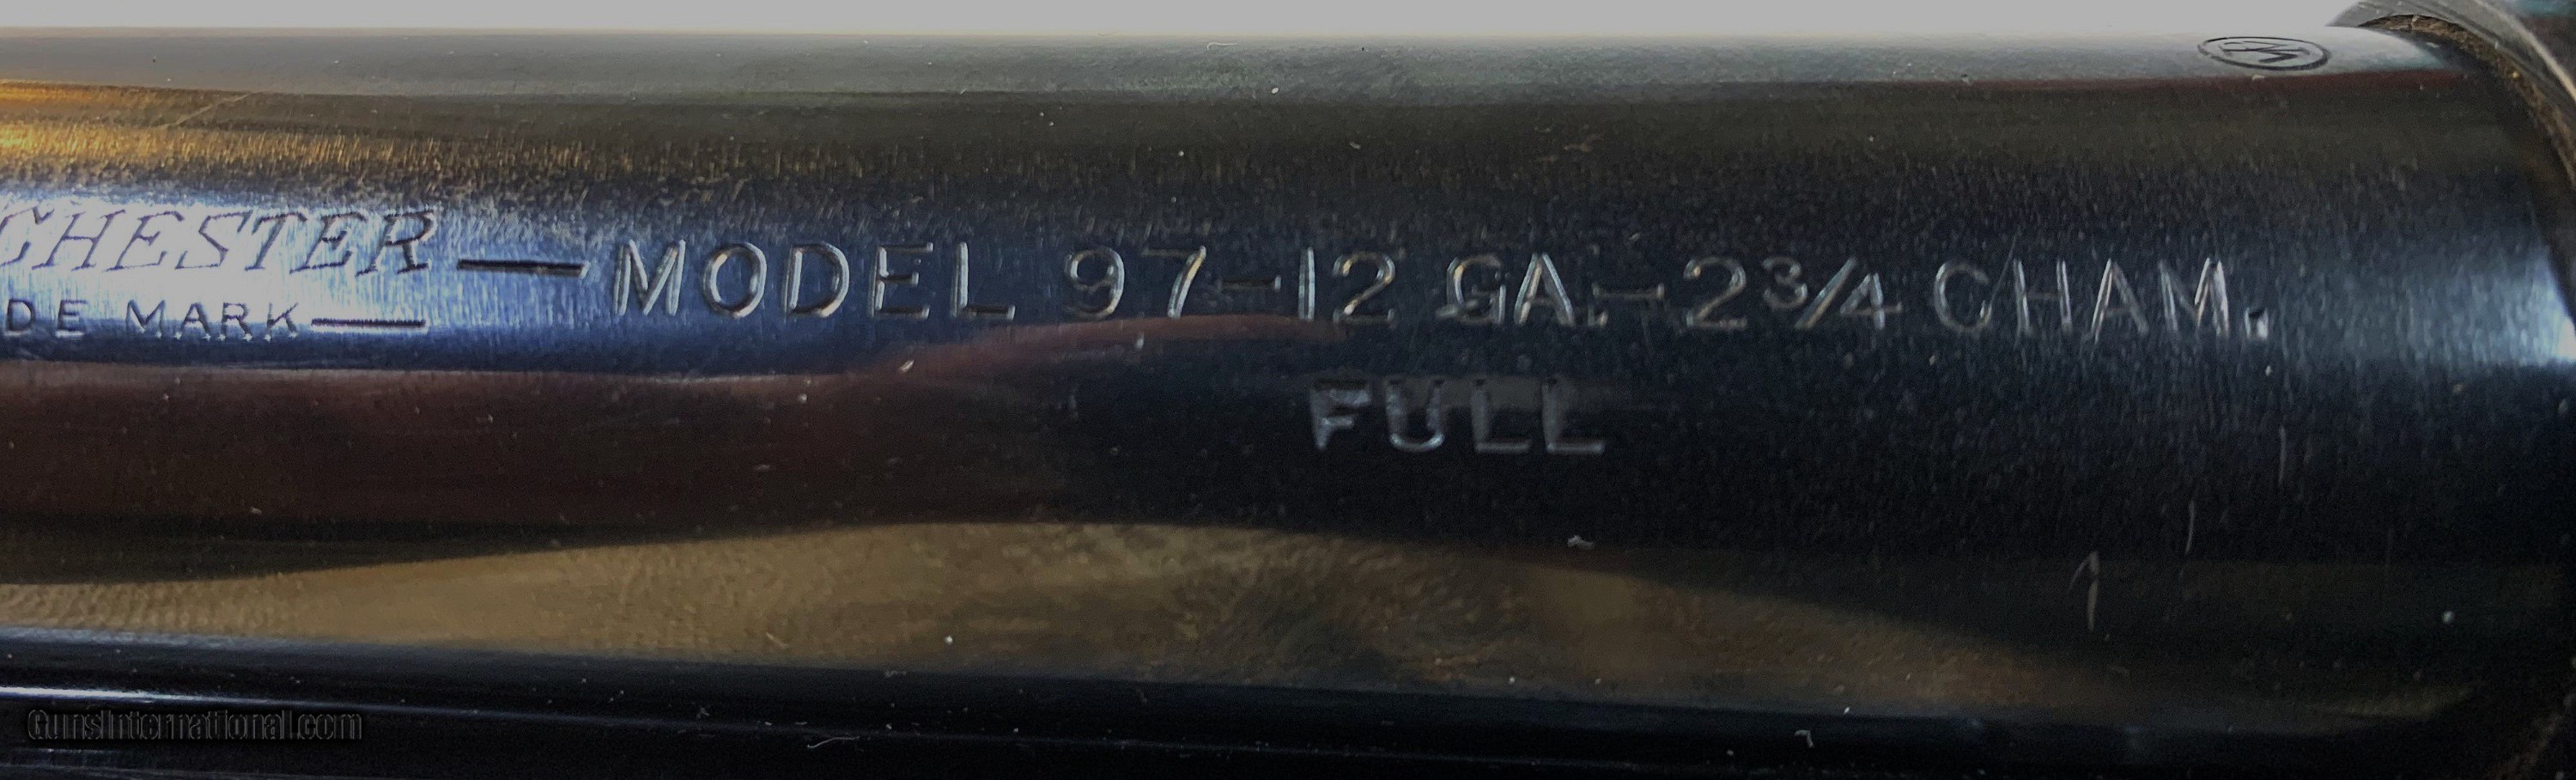 CHESTER — MODEL 97-12 GA.-2¾ CHAM.
DE MARK—
FULL
GunsInternational.com